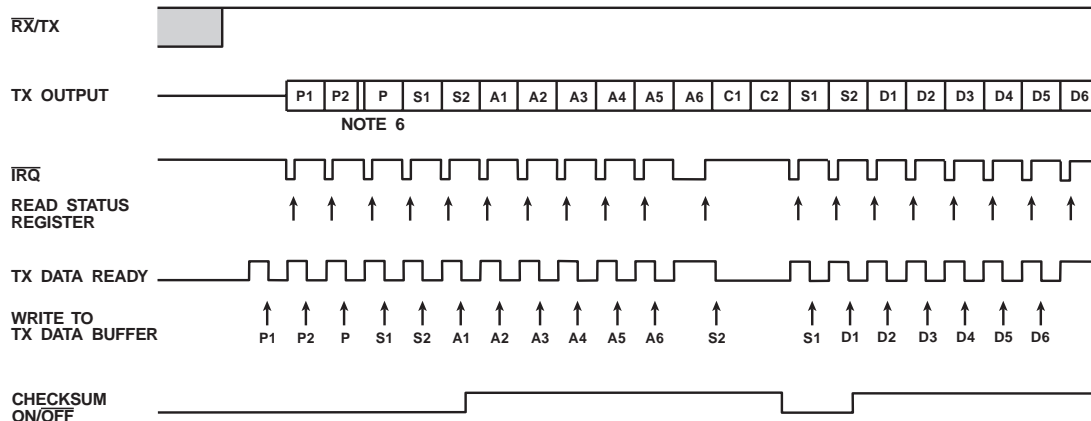 RX/TX
TX OUTPUT
P1 P2 P S1 S2 A1 A2 A3 A4 A5 A6 C1 C2 S1 S2 D1 D2 D3 D4 D5 D6
NOTE 6
IRQ
READ STATUS
REGISTER
TX DATA READY
WRITE TO
TX DATA BUFFER
P1 P2 P S1 S2 A1 A2 A3 A4 A5 A6 S2 S1 D1 D2 D3 D4 D5 D6
CHECKSUM
ON/OFF